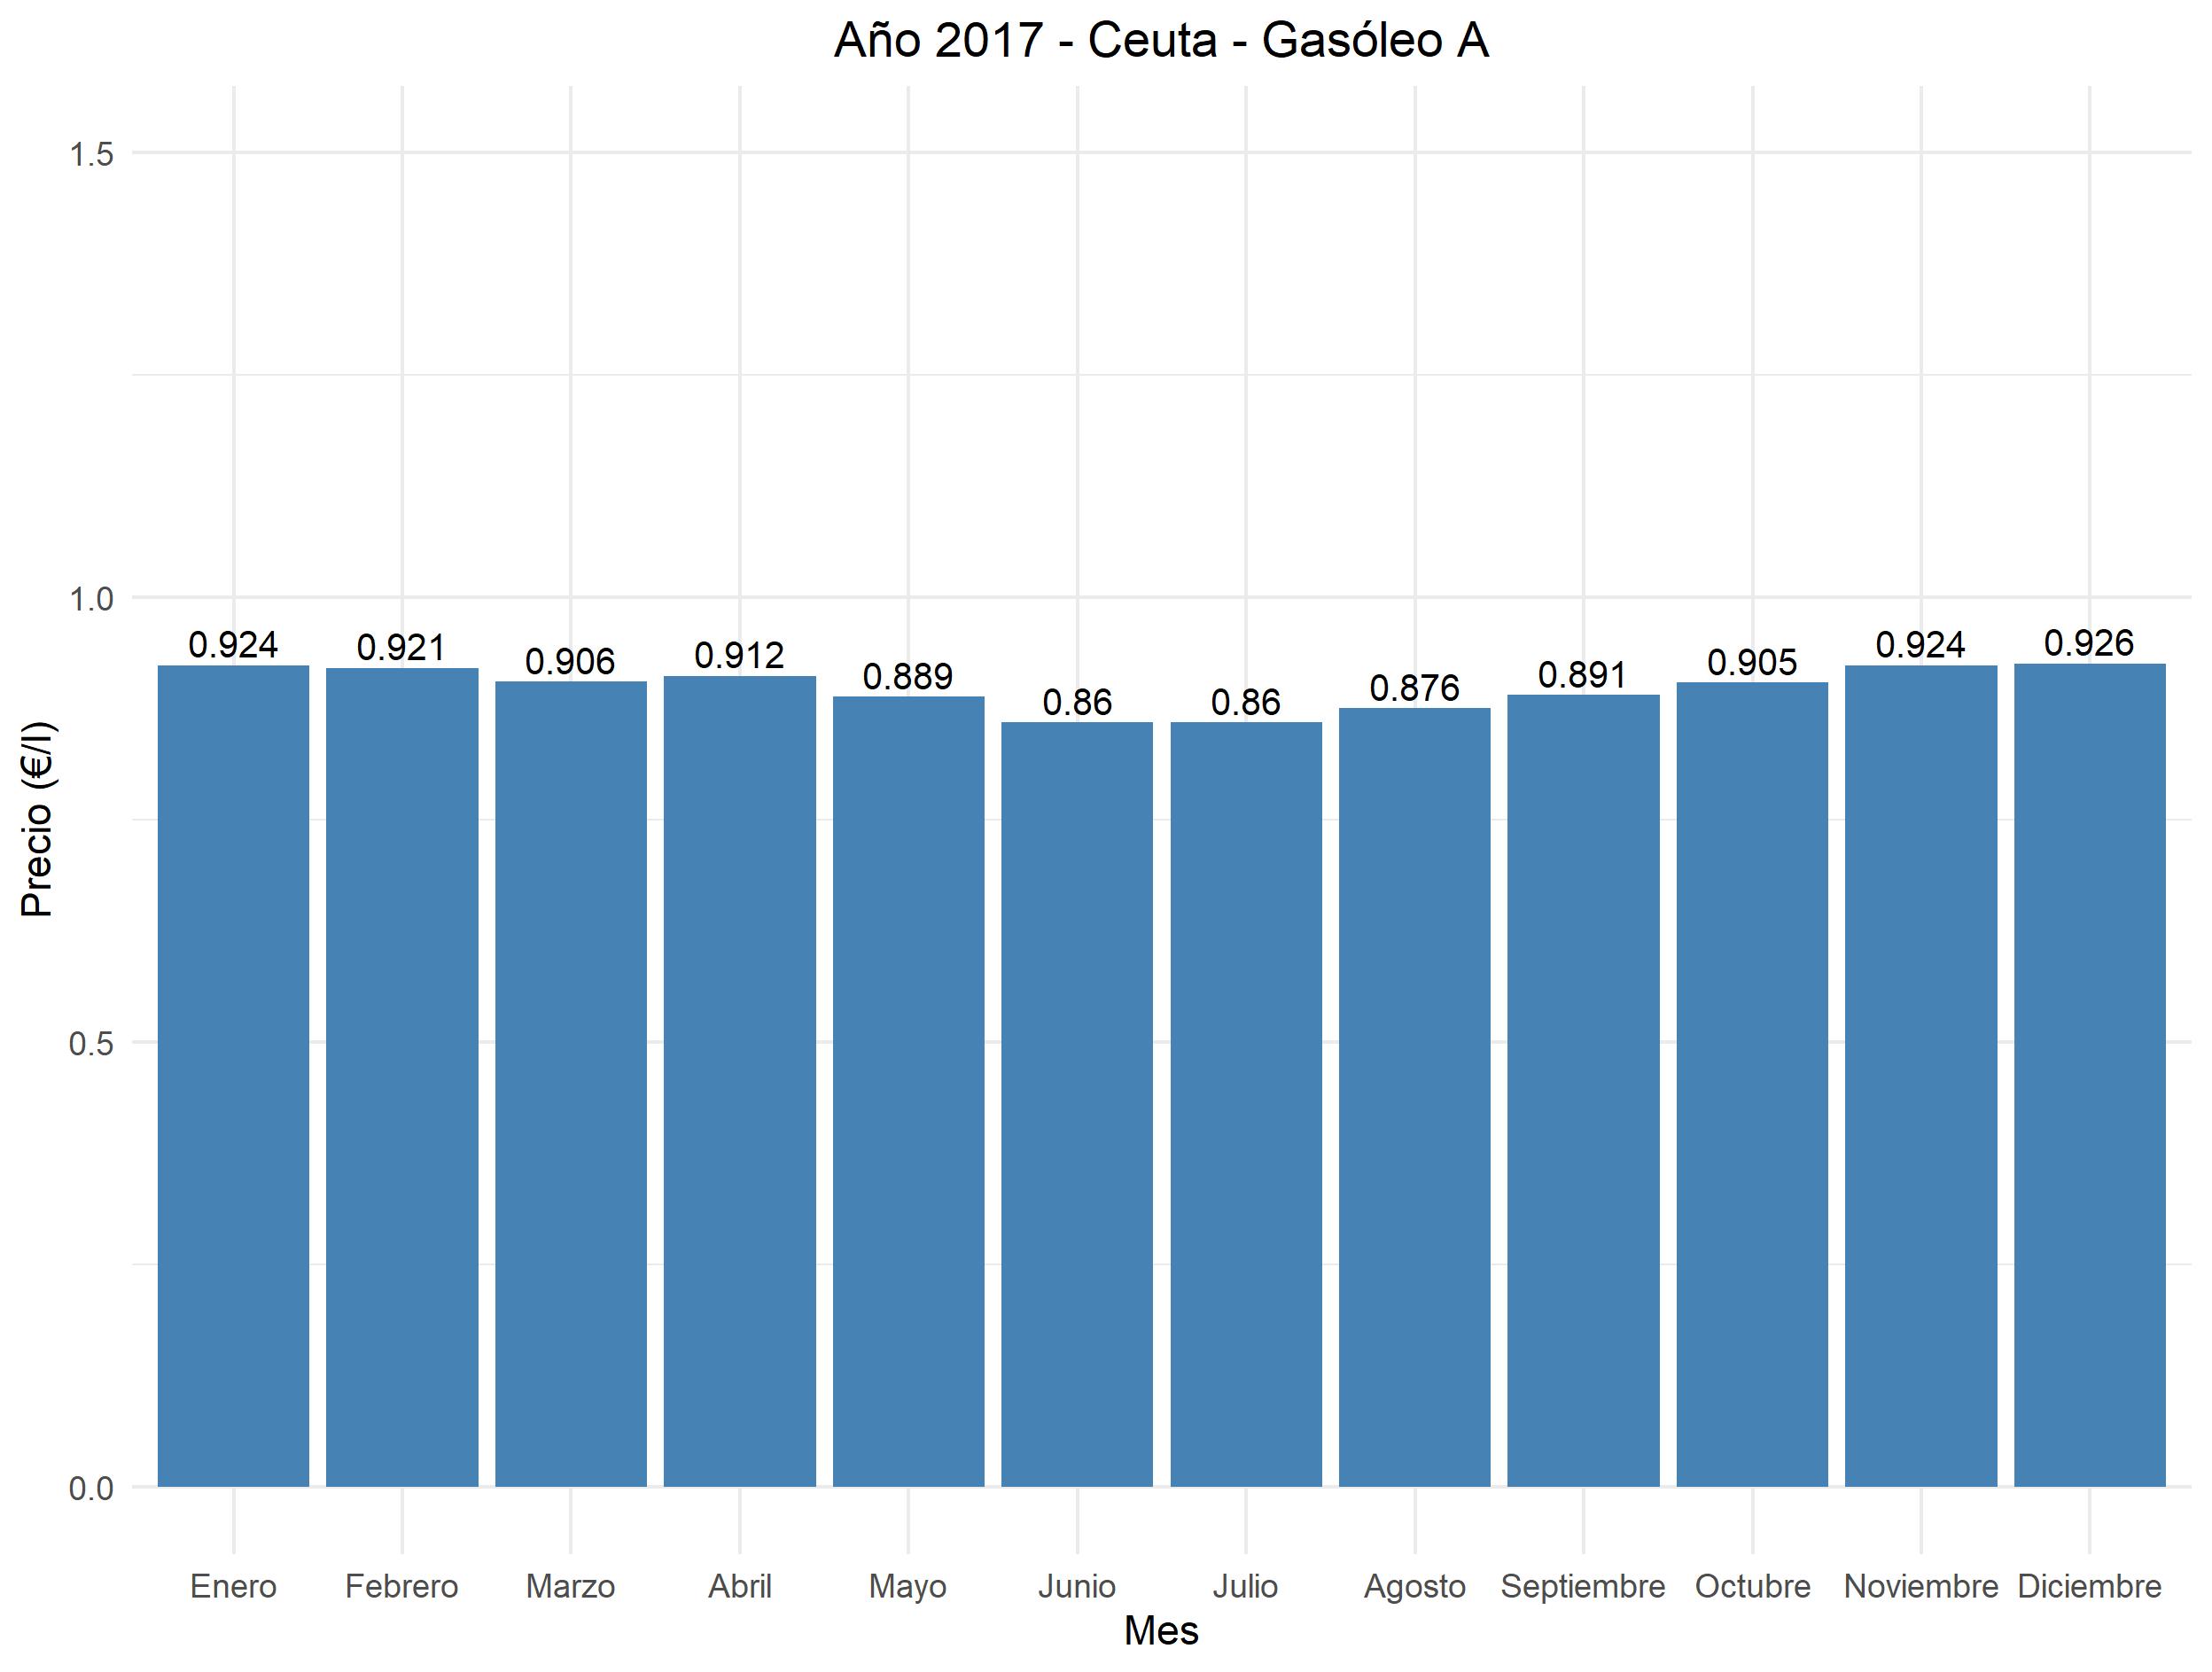 Año 2017 - Ceuta - Gasóleo A
1.5
1.0
0.5
0.0
Precio (€/l)
0.924
0.921
0.906
0.912
0.889
0.86
0.86
0.876
0.891
0.905
0.924
0.926
Enero
Febrero
Marzo
Abril
Mayo
Junio
Julio
Agosto
Septiembre
Octubre
Noviembre
Diciembre
Mes